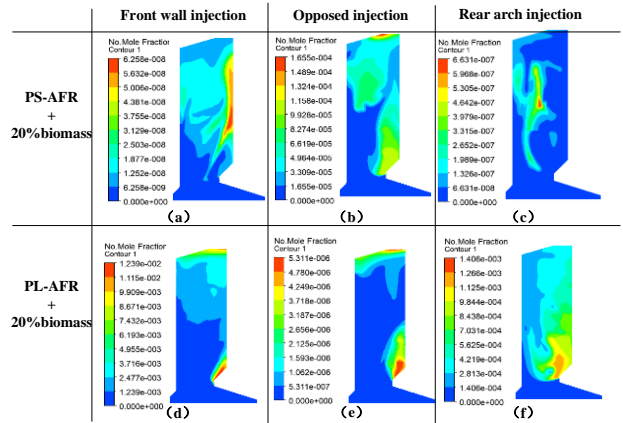 Front wall injection
Opposed injection
Rear arch injection
PS-AFR
+
20%biomass
No.Mole Fraction
Contour 1
6.258e-008
5.632e-008
5.006e-008
4.381e-008
3.755e-008
3.129e-008
2.503e-008
1.877e-008
1.252e-008
6.258e-009
0.000e+000
(a)
No.Mole Fraction
Contour 1
1.655e-004
1.489e-004
1.324e-004
1.158e-004
9.928e-005
8.274e-005
6.619e-005
4.964e-005
3.309e-005
1.655e-005
0.000e+000
(b)
No.Mole Fraction
Contour 1
6.631e-007
5.968e-007
5.305e-007
4.642e-007
3.979e-007
3.315e-007
2.652e-007
1.989e-007
1.326e-007
6.631e-008
0.000e+000
(c)
PL-AFR
+
20%biomass
No.Mole Fraction
Contour 1
1.239e-002
1.115e-002
9.909e-003
8.671e-003
7.432e-003
6.193e-003
4.955e-003
3.716e-003
2.477e-003
1.239e-003
0.000e+000
(d)
No.Mole Fraction
Contour 1
5.311e-006
4.780e-006
4.249e-006
3.718e-006
3.187e-006
2.656e-006
2.125e-006
1.593e-006
1.062e-006
5.311e-007
0.000e+000
(e)
No.Mole Fraction
Contour 1
1.406e-003
1.266e-003
1.125e-003
9.844e-004
8.438e-004
7.031e-004
5.625e-004
4.219e-004
2.813e-004
1.406e-004
0.000e+000
(f)